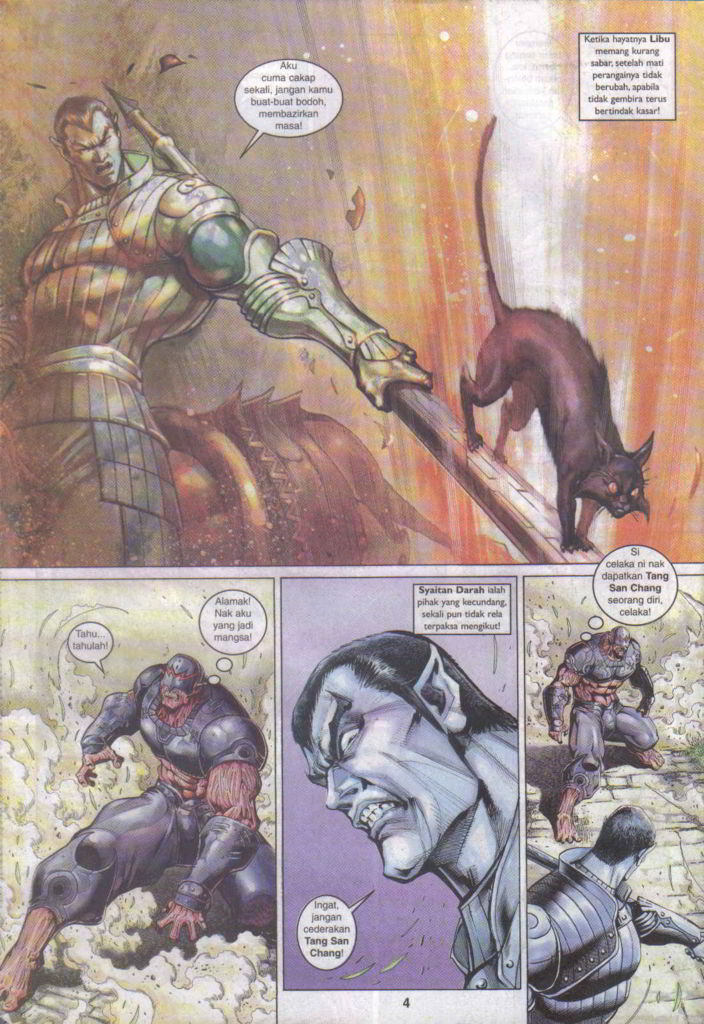 Aku
cuma cakap
sekali, jangan kamu
buat-buat bodoh,
membazirkan
masa!
Ketika hayatnya Libu
memang kurang
sabar, setelah mati
perangainya tidak
berubah, apabila
tidak gembira terus
bertindak kasar!
Tahu...
tahulah!
Alamak!
Nak aku
yang jadi
mangsa!
Syaitan Darah ialah
pihak yang kecundang,
sekali pun tidak rela
terpaksa mengikut!
Ingat,
jangan
cederakan
Tang San
Chang!
Si
celaka ni nak
dapatkan Tang
San Chang
seorang diri,
celaka!
4